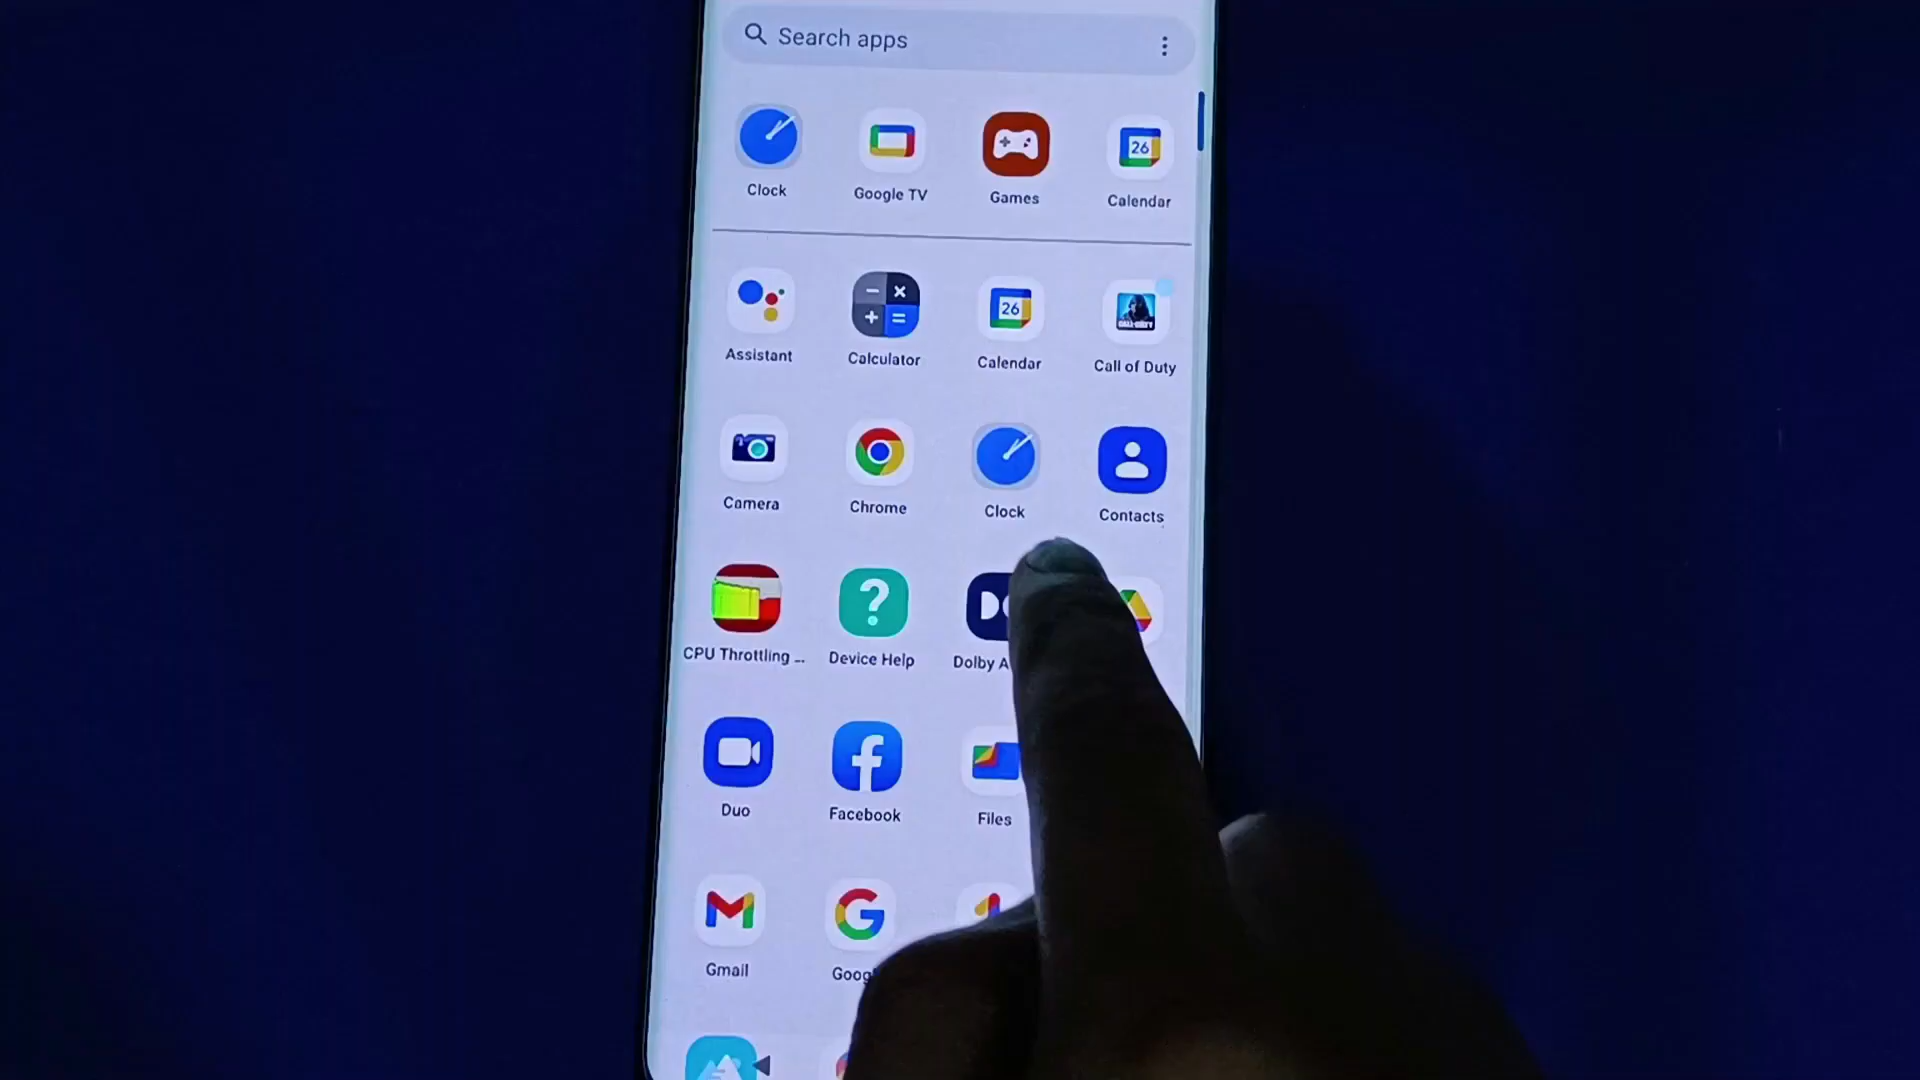 Search apps
Clock Google TV Games Calendar
26
26
Assistant Calculator Calendar Call of Duty
Camera Chrome Clock Contacts
CPU Throttling ... Device Help Dolby
Duo Facebook Files
Gmail